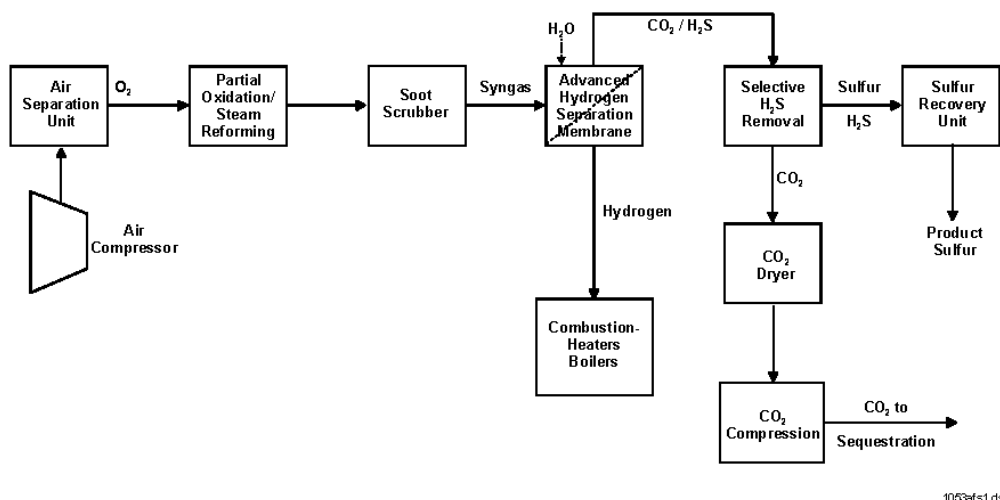 Air
Separation
Unit
O₂
Partial
Oxidation/
Steam
Reforming
Soot
Scrubber
Syngas
H₂O
Advanced
Hydrogen
Separation
Membrane
CO₂ / H₂S
Selective
H₂S
Removal
Sulfur
H₂S
Sulfur
Recovery
Unit
Air
Compressor
Hydrogen
CO₂
Product
Sulfur
CO₂
Dryer
Combustion-
Heaters
Boilers
CO₂
Compression
CO₂ to
Sequestration